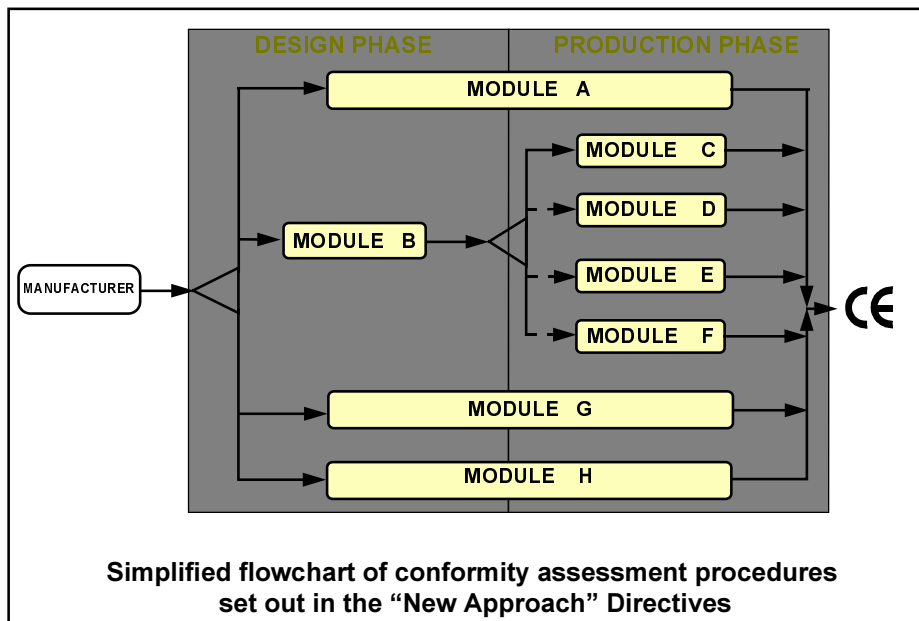 DESIGN PHASE
PRODUCTION PHASE
MODULE A
MODULE C
MODULE D
MODULE B
MODULE E
MANUFACTURER
CE
MODULE F
MODULE G
MODULE H
Simplified flowchart of conformity assessment procedures
set out in the “New Approach” Directives